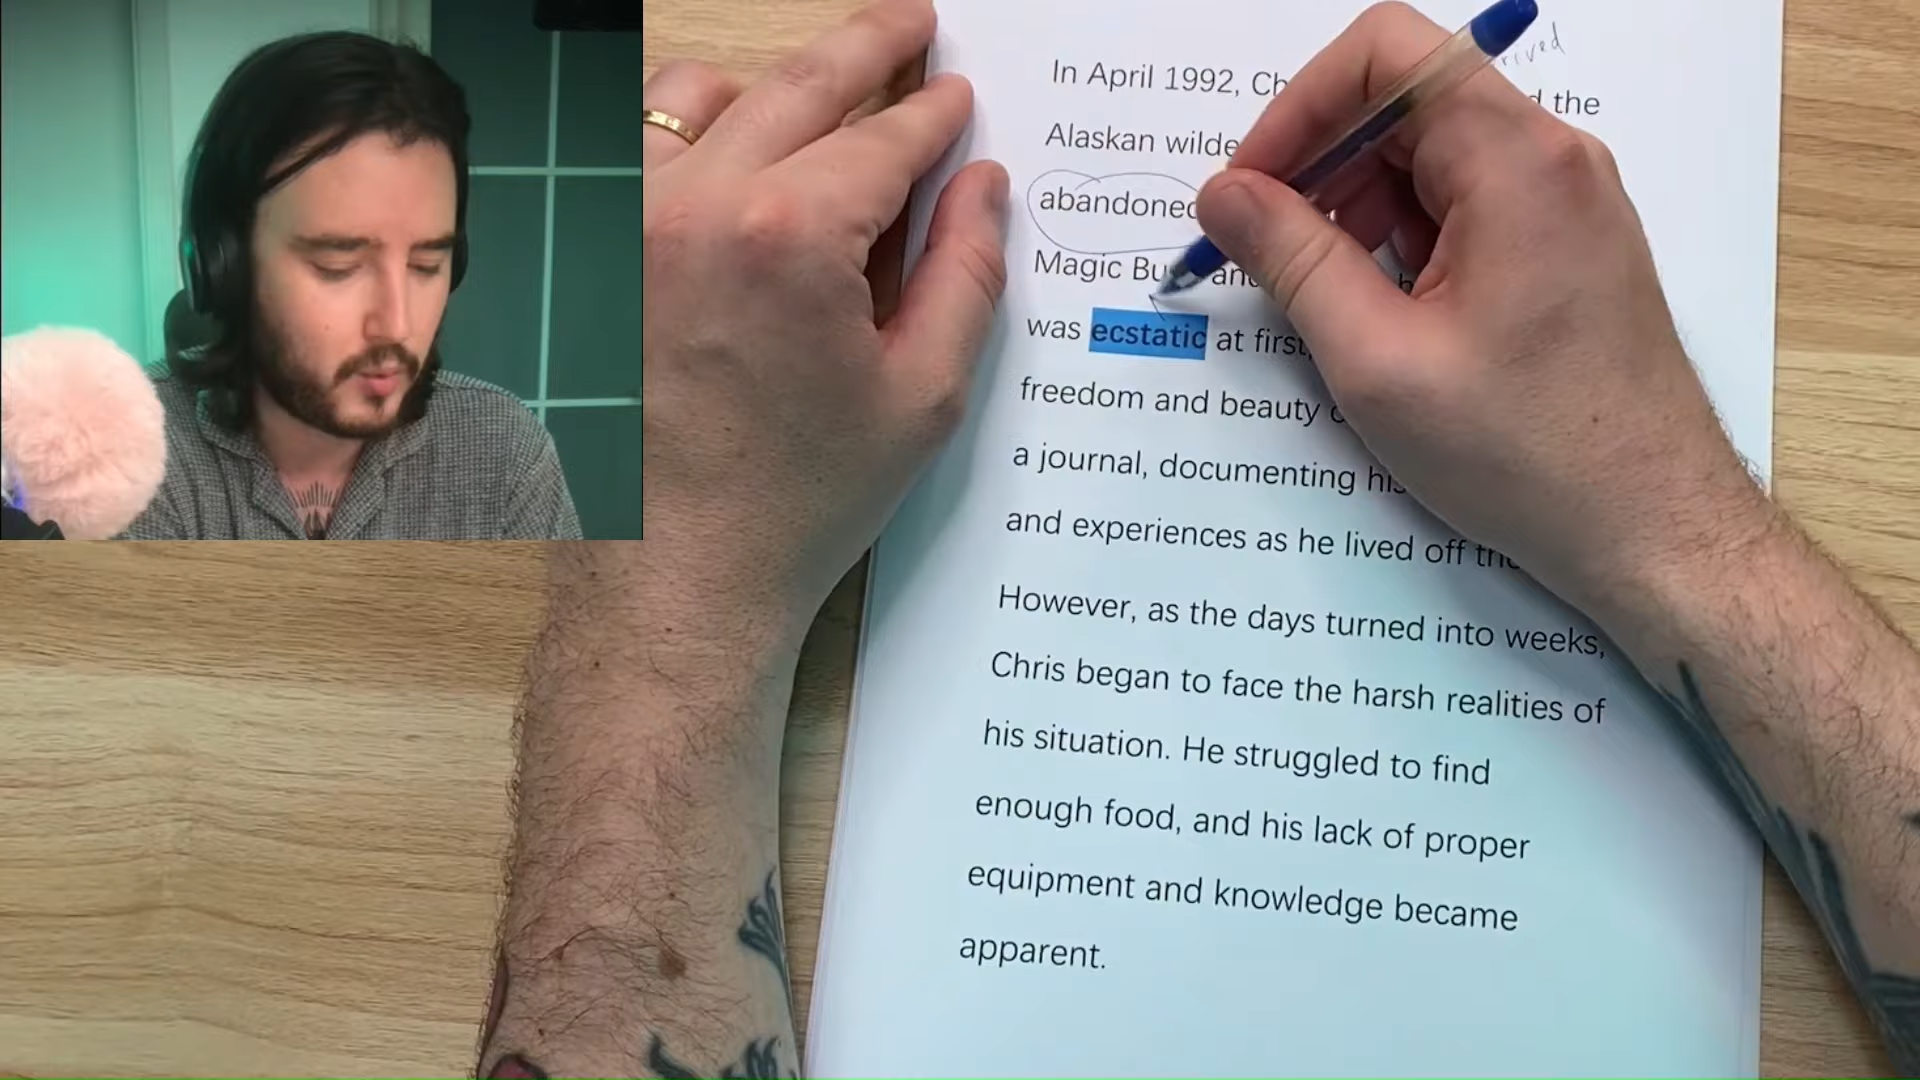 rived
In April 1992, Ch the
Alaskan wilde
abandoned
Magic Bu and
was ecstatic at first,
freedom and beauty
a journal, documenting his
and experiences as he lived off the
However, as the days turned into weeks,
Chris began to face the harsh realities of
his situation. He struggled to find
enough food, and his lack of proper
equipment and knowledge became
apparent.